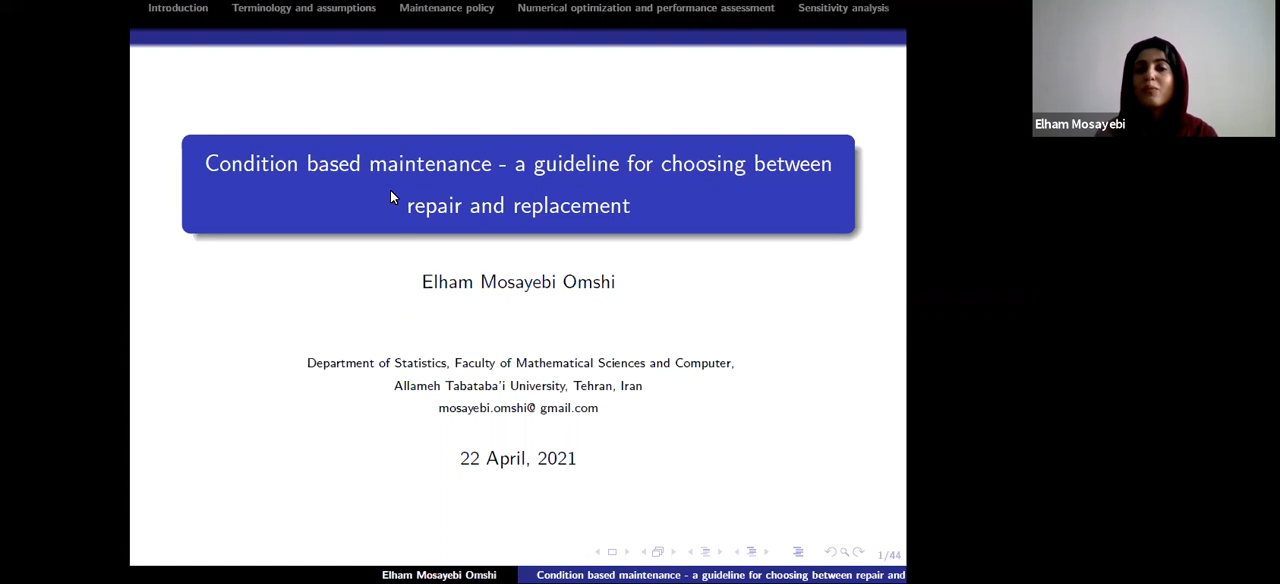 Introduction Terminology and assumptions Maintenance policy Numerical optimization and performance assessment Sensitivity analysis
Elham Mosayebi
Condition based maintenance - a guideline for choosing between
repair and replacement
Elham Mosayebi Omshi
Department of Statistics, Faculty of Mathematical Sciences and Computer,
Allameh Tabataba'i University, Tehran, Iran
mosayebi.omshi@ gmail.com
22 April, 2021
1/44
Elham Mosayebi Omshi Condition based maintenance - a guideline for choosing between repair and